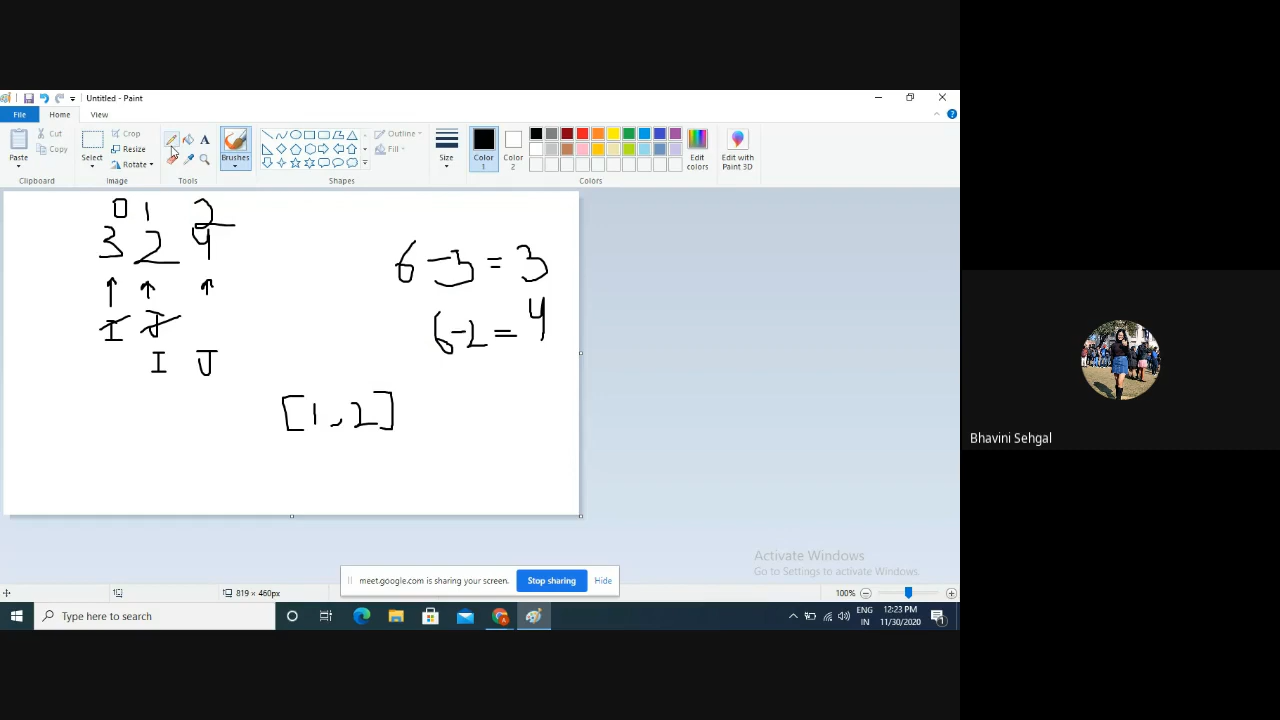 Untitled - Paint
File Home View
Paste Cut Copy Clipboard
Select Crop Resize Rotate Image
A Tools
Brushes
Shapes Outline Fill
Size
Color 1
Color 2
Edit colors
Colors
Edit with Paint 3D
0 1 2
3 2 4
6 - 3 = 3
I J
6 - 2 = 4
I J
[1, 2]
Bhavini Sehgal
Activate Windows
Go to Settings to activate Windows.
meet.google.com is sharing your screen. Stop sharing Hide
819 × 460px 100%
Type here to search
ENG IN
12:23 PM
11/30/2020
1